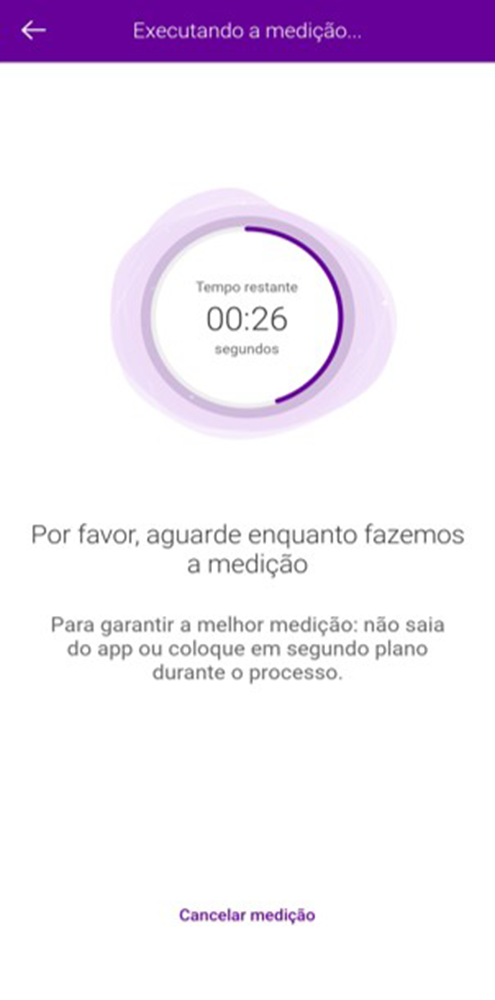 Executando a medição...
Tempo restante
00:26
segundos
Por favor, aguarde enquanto fazemos
a medição
Para garantir a melhor medição: não saia
do app ou coloque em segundo plano
durante o processo.
Cancelar medição